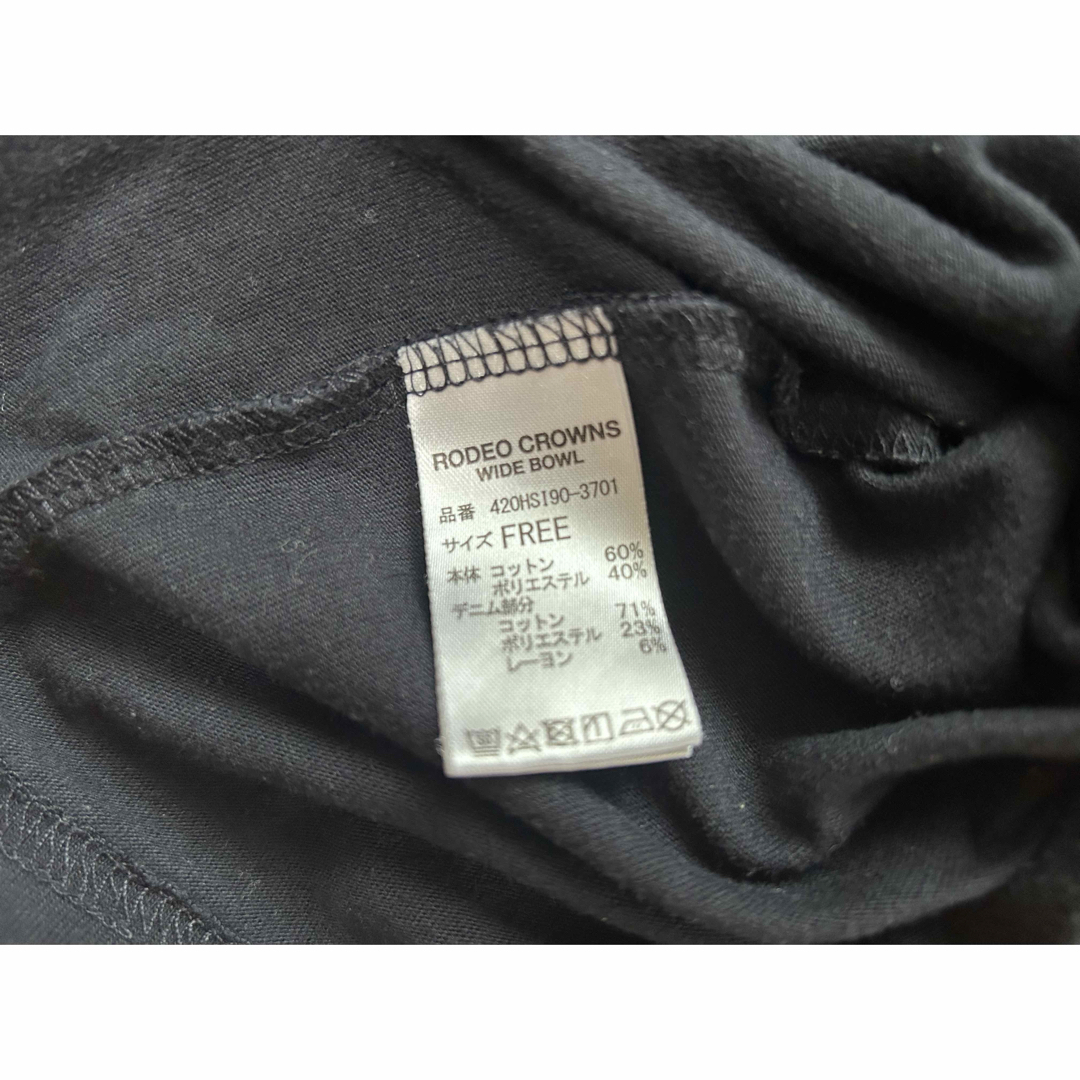 RODEO CROWNS
WIDE BOWL
品番 420HSI90-3701
サイズ FREE
本体 コットン 60%
ポリエステル 40%
デニム部分
コットン 71%
ポリエステル 23%
レーヨン 6%